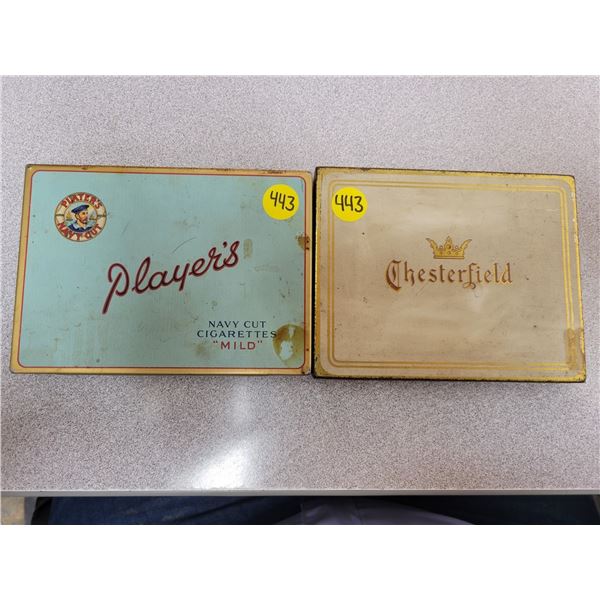 PLAYER'S
NAVY CUT
443
Player's
NAVY CUT
CIGARETTES
"MILD"
443
Chesterfield